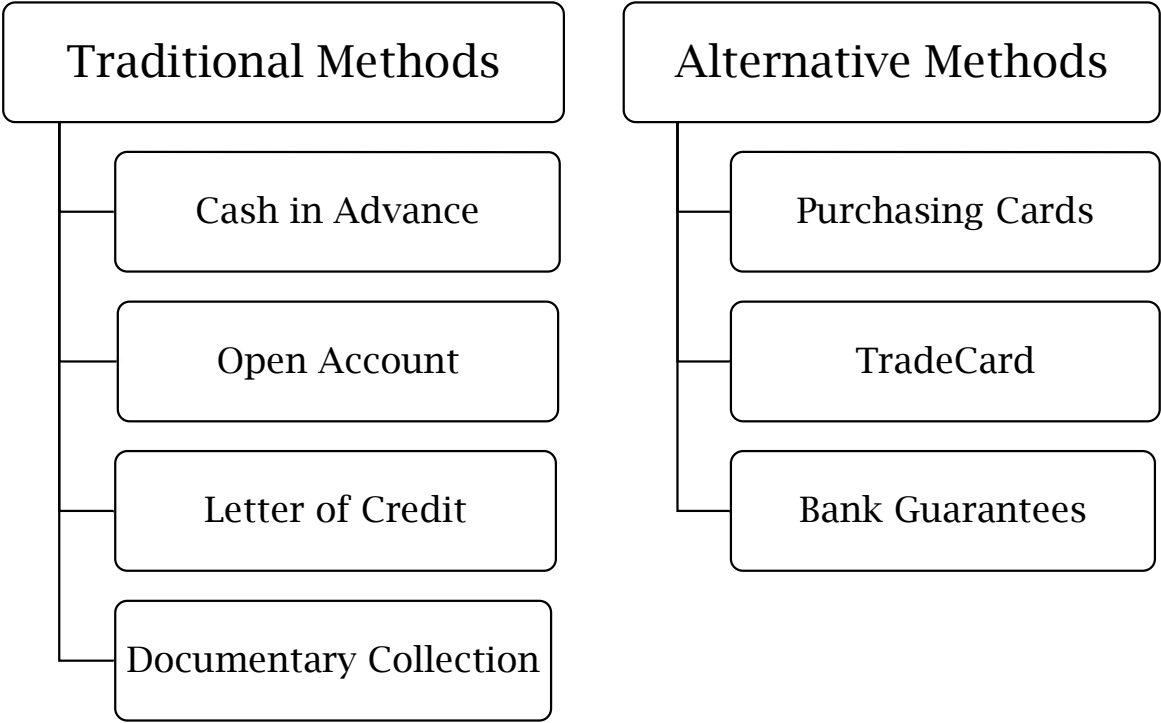 Traditional Methods
Cash in Advance
Open Account
Letter of Credit
Documentary Collection
Alternative Methods
Purchasing Cards
TradeCard
Bank Guarantees